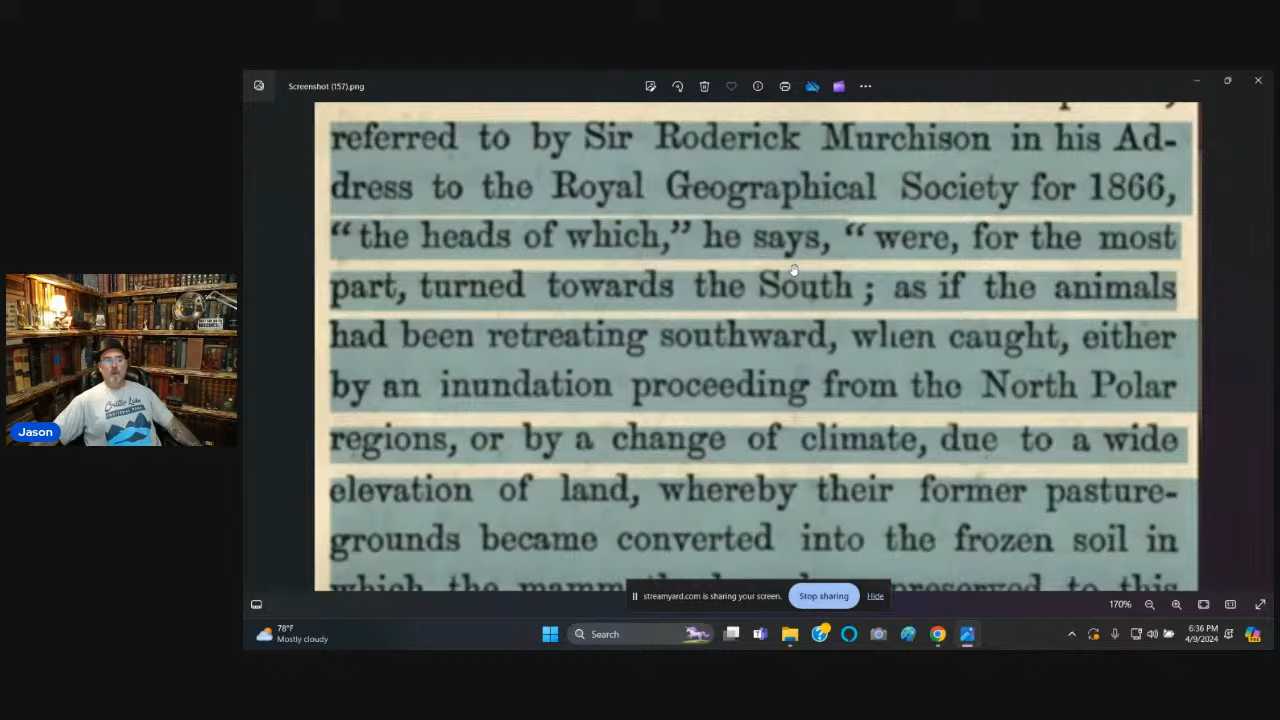 Screenshot (157).png
referred to by Sir Roderick Murchison in his Ad-
dress to the Royal Geographical Society for 1866,
“the heads of which,” he says, “were, for the most
part, turned towards the South ; as if the animals
had been retreating southward, when caught, either
by an inundation proceeding from the North Polar
regions, or by a change of climate, due to a wide
elevation of land, whereby their former pasture-
grounds became converted into the frozen soil in
which the preserved to this
streamyard.com is sharing your screen.
Stop sharing
Hide
Jason
170%
78°F
Mostly cloudy
Search
6:36 PM
4/9/2024